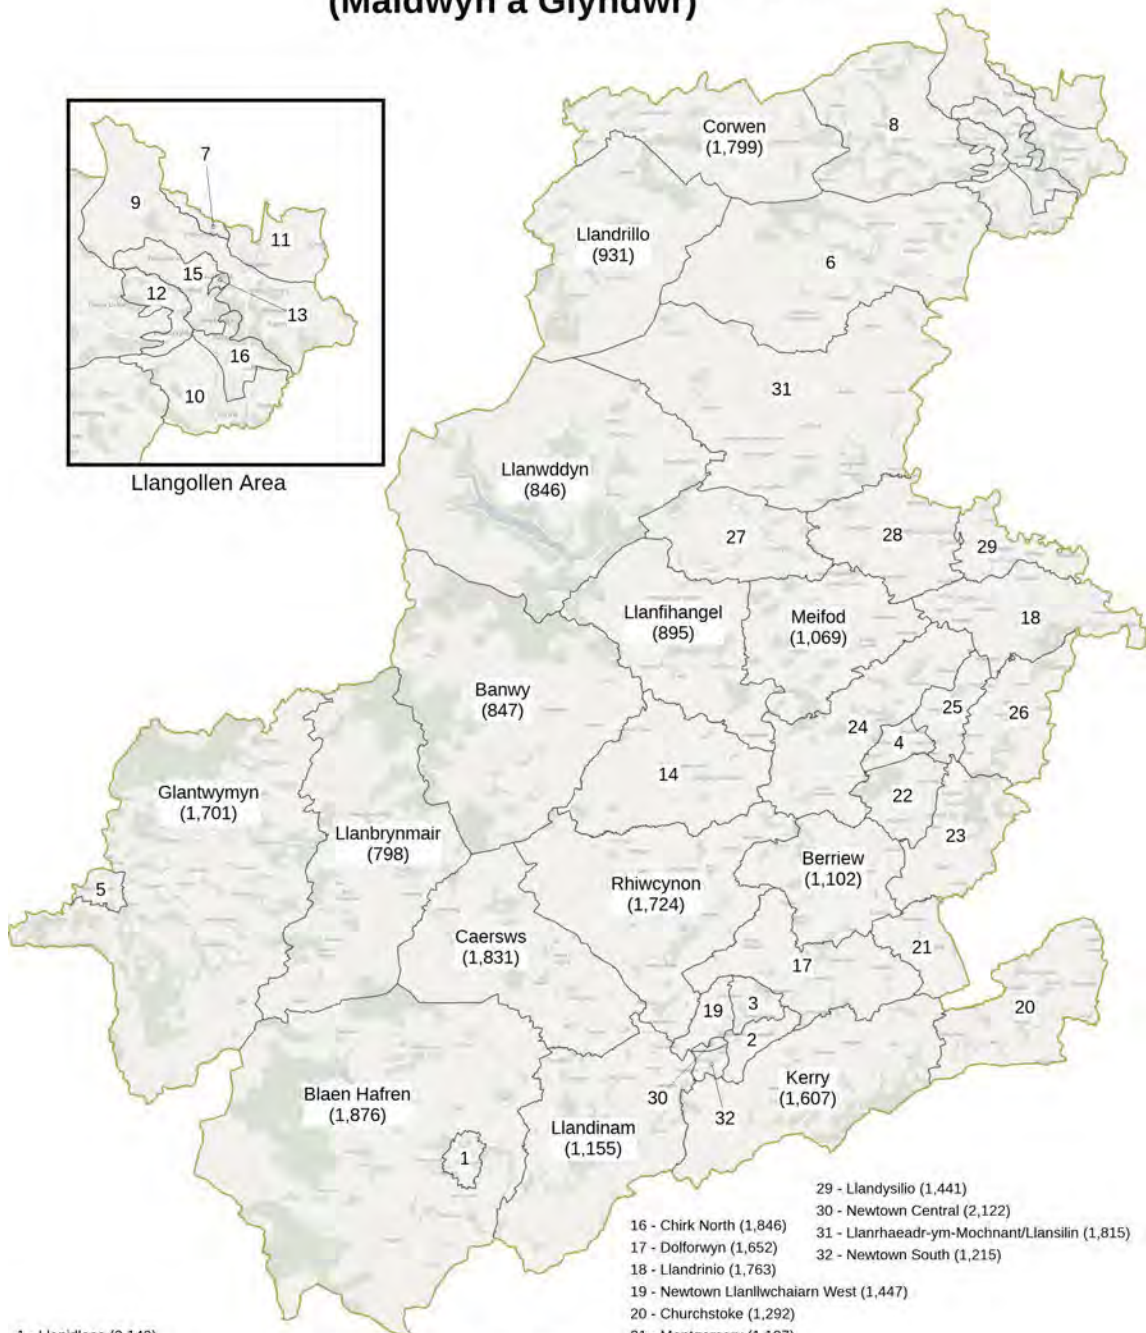 (Maldwyn a Glyndŵr)
7
9
11
15
12
13
16
10
Llangollen Area
Corwen
(1,799)
8
Llandrillo
(931)
6
31
Llanwddyn
(846)
27
28
29
Llanfihangel
(895)
Meifod
(1,069)
18
Banwy
(847)
24
25
26
4
14
22
23
Glantwymyn
(1,701)
Llanbrynmair
(798)
5
Rhiwcynon
(1,724)
Berriew
(1,102)
Caersws
(1,831)
17
21
19
3
2
20
Blaen Hafren
(1,876)
1
Llandinam
(1,155)
30
32
Kerry
(1,607)
16 - Chirk North (1,846)
17 - Dolforwyn (1,652)
18 - Llandrinio (1,763)
19 - Newtown Llanllwchaiarn West (1,447)
20 - Churchstoke (1,292)
29 - Llandysilio (1,441)
30 - Newtown Central (2,122)
31 - Llanrhaeadr-ym-Mochnant/Llansilin (1,815)
32 - Newtown South (1,215)